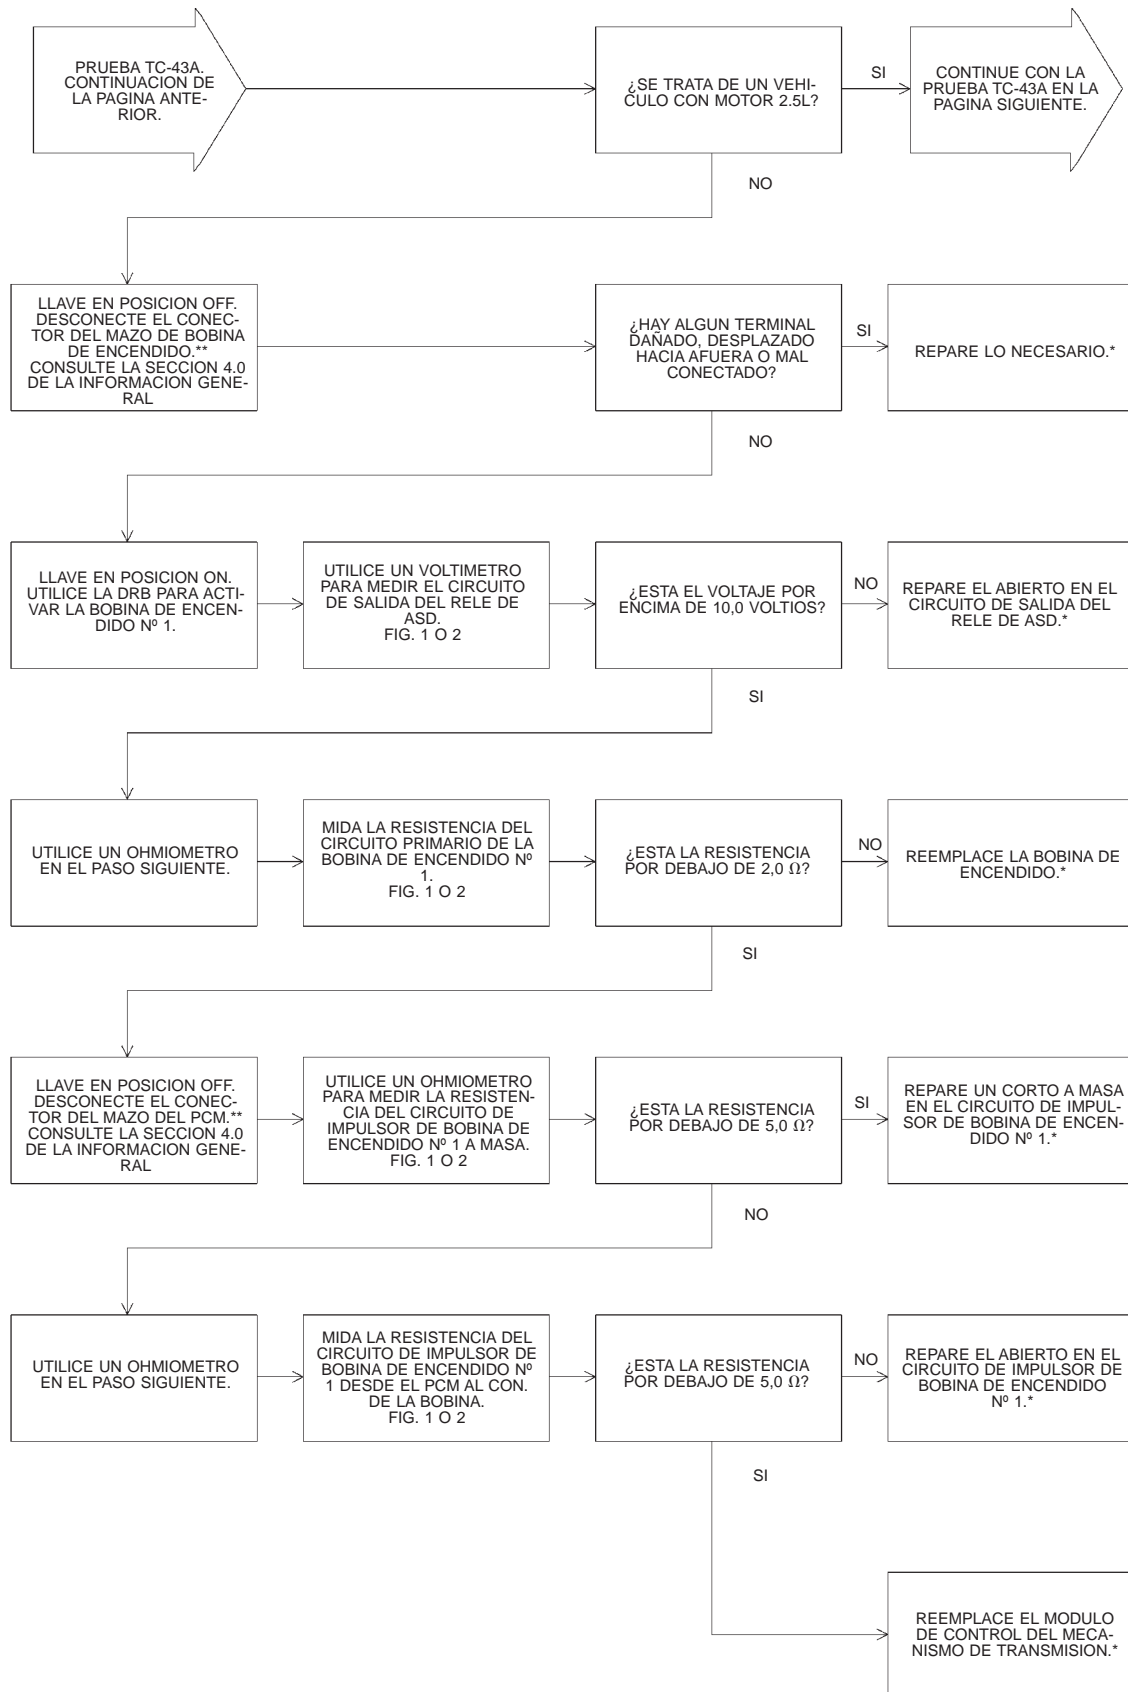 PRUEBA TC-43A.
CONTINUACION DE
LA PAGINA ANTE-
RIOR.
¿SE TRATA DE UN VEHI-
CULO CON MOTOR 2.5L?
SI
CONTINUE CON LA
PRUEBA TC-43A EN LA
PAGINA SIGUIENTE.
NO
LLAVE EN POSICION OFF.
DESCONECTE EL CONEC-
TOR DEL MAZO DE BOBINA
DE ENCENDIDO.**
CONSULTE LA SECCION 4.0
DE LA INFORMACION GENE-
RAL
¿HAY ALGUN TERMINAL
DAÑADO, DESPLAZADO
HACIA AFUERA O MAL
CONECTADO?
SI
REPARE LO NECESARIO.*
NO
LLAVE EN POSICION ON.
UTILICE LA DRB PARA ACTI-
VAR LA BOBINA DE ENCEN-
DIDO Nº 1.
UTILICE UN VOLTIMETRO
PARA MEDIR EL CIRCUITO
DE SALIDA DEL RELE DE
ASD.
FIG. 1 O 2
¿ESTA EL VOLTAJE POR
ENCIMA DE 10,0 VOLTIOS?
NO
REPARE EL ABIERTO EN EL
CIRCUITO DE SALIDA DEL
RELE DE ASD.*
SI
UTILICE UN OHMIOMETRO
EN EL PASO SIGUIENTE.
MIDA LA RESISTENCIA DEL
CIRCUITO PRIMARIO DE LA
BOBINA DE ENCENDIDO Nº
1.
FIG. 1 O 2
¿ESTA LA RESISTENCIA
POR DEBAJO DE 2,0 Ω?
NO
REEMPLACE LA BOBINA DE
ENCENDIDO.*
SI
LLAVE EN POSICION OFF.
DESCONECTE EL CONEC-
TOR DEL MAZO DEL PCM.**
CONSULTE LA SECCION 4.0
DE LA INFORMACION GENE-
RAL
UTILICE UN OHMIOMETRO
PARA MEDIR LA RESISTEN-
CIA DEL CIRCUITO DE
IMPULSOR DE BOBINA DE
ENCENDIDO Nº 1 A MASA.
FIG. 1 O 2
¿ESTA LA RESISTENCIA
POR DEBAJO DE 5,0 Ω?
SI
REPARE UN CORTO A MASA
EN EL CIRCUITO DE IMPUL-
SOR DE BOBINA DE ENCEN-
DIDO Nº 1.*
NO
UTILICE UN OHMIOMETRO
EN EL PASO SIGUIENTE.
MIDA LA RESISTENCIA DEL
CIRCUITO DE IMPULSOR DE
BOBINA DE ENCENDIDO Nº
1 DESDE EL PCM AL CON.
DE LA BOBINA.
FIG. 1 O 2
¿ESTA LA RESISTENCIA
POR DEBAJO DE 5,0 Ω?
NO
REPARE EL ABIERTO EN EL
CIRCUITO DE IMPULSOR DE
BOBINA DE ENCENDIDO
Nº 1.*
SI
REEMPLACE EL MODULO
DE CONTROL DEL MECA-
NISMO DE TRANSMISION.*